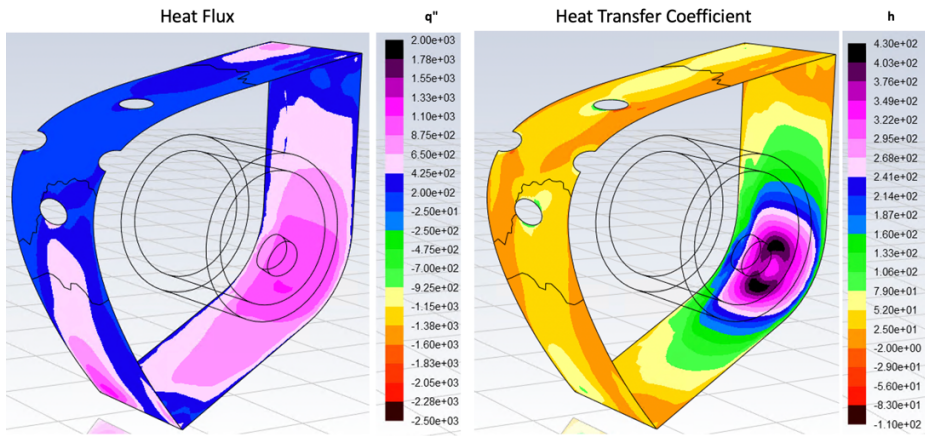 Heat Flux
q"
2.00e+03
1.78e+03
1.55e+03
1.33e+03
1.10e+03
8.75e+02
6.50e+02
4.25e+02
2.00e+02
-2.50e+01
-2.50e+02
-4.75e+02
-7.00e+02
-9.25e+02
-1.15e+03
-1.38e+03
-1.60e+03
-1.83e+03
-2.05e+03
-2.28e+03
-2.50e+03
Heat Transfer Coefficient
h
4.30e+02
4.03e+02
3.76e+02
3.49e+02
3.22e+02
2.95e+02
2.68e+02
2.41e+02
2.14e+02
1.87e+02
1.60e+02
1.33e+02
1.06e+02
7.90e+01
5.20e+01
2.50e+01
-2.00e+00
-2.90e+01
-5.60e+01
-8.30e+01
-1.10e+02